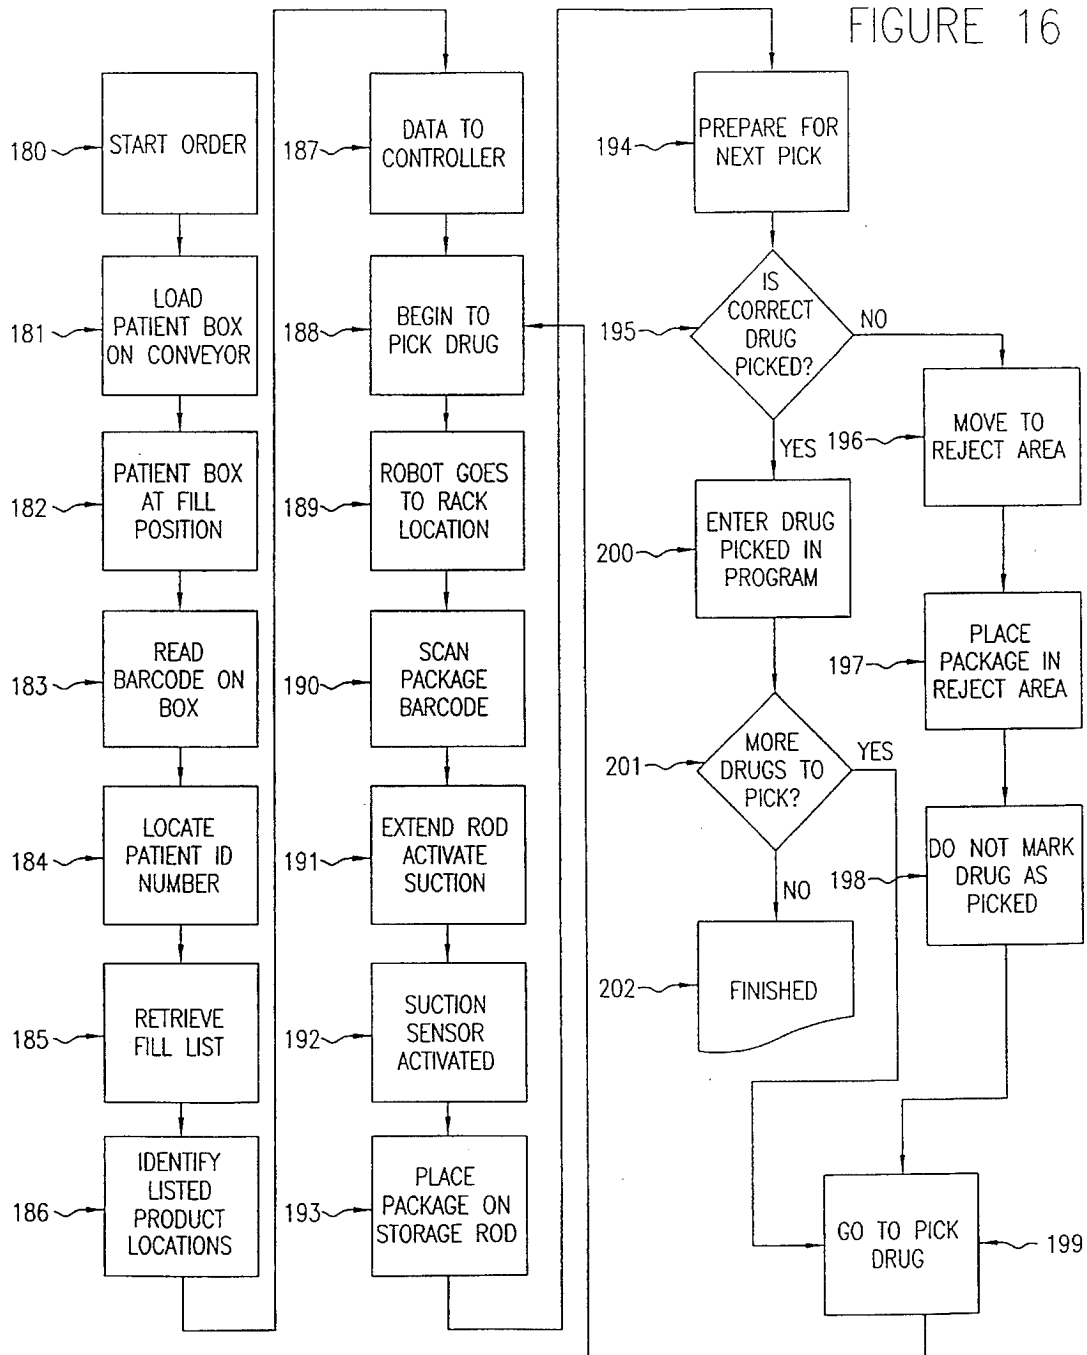 FIGURE 16
180
START ORDER
181
LOAD
PATIENT BOX
ON CONVEYOR
182
PATIENT BOX
AT FILL
POSITION
183
READ
BARCODE ON
BOX
184
LOCATE
PATIENT ID
NUMBER
185
RETRIEVE
FILL LIST
186
IDENTIFY
LISTED
PRODUCT
LOCATIONS
187
DATA TO
CONTROLLER
188
BEGIN TO
PICK DRUG
189
ROBOT GOES
TO RACK
LOCATION
190
SCAN
PACKAGE
BARCODE
191
EXTEND ROD
ACTIVATE
SUCTION
192
SUCTION
SENSOR
ACTIVATED
193
PLACE
PACKAGE ON
STORAGE ROD
194
PREPARE FOR
NEXT PICK
195
IS
CORRECT
DRUG
PICKED?
NO
YES
196
MOVE TO
REJECT AREA
197
PLACE
PACKAGE IN
REJECT AREA
198
DO NOT MARK
DRUG AS
PICKED
200
ENTER DRUG
PICKED IN
PROGRAM
201
MORE
DRUGS TO
PICK?
YES
NO
202
FINISHED
GO TO PICK
DRUG
199